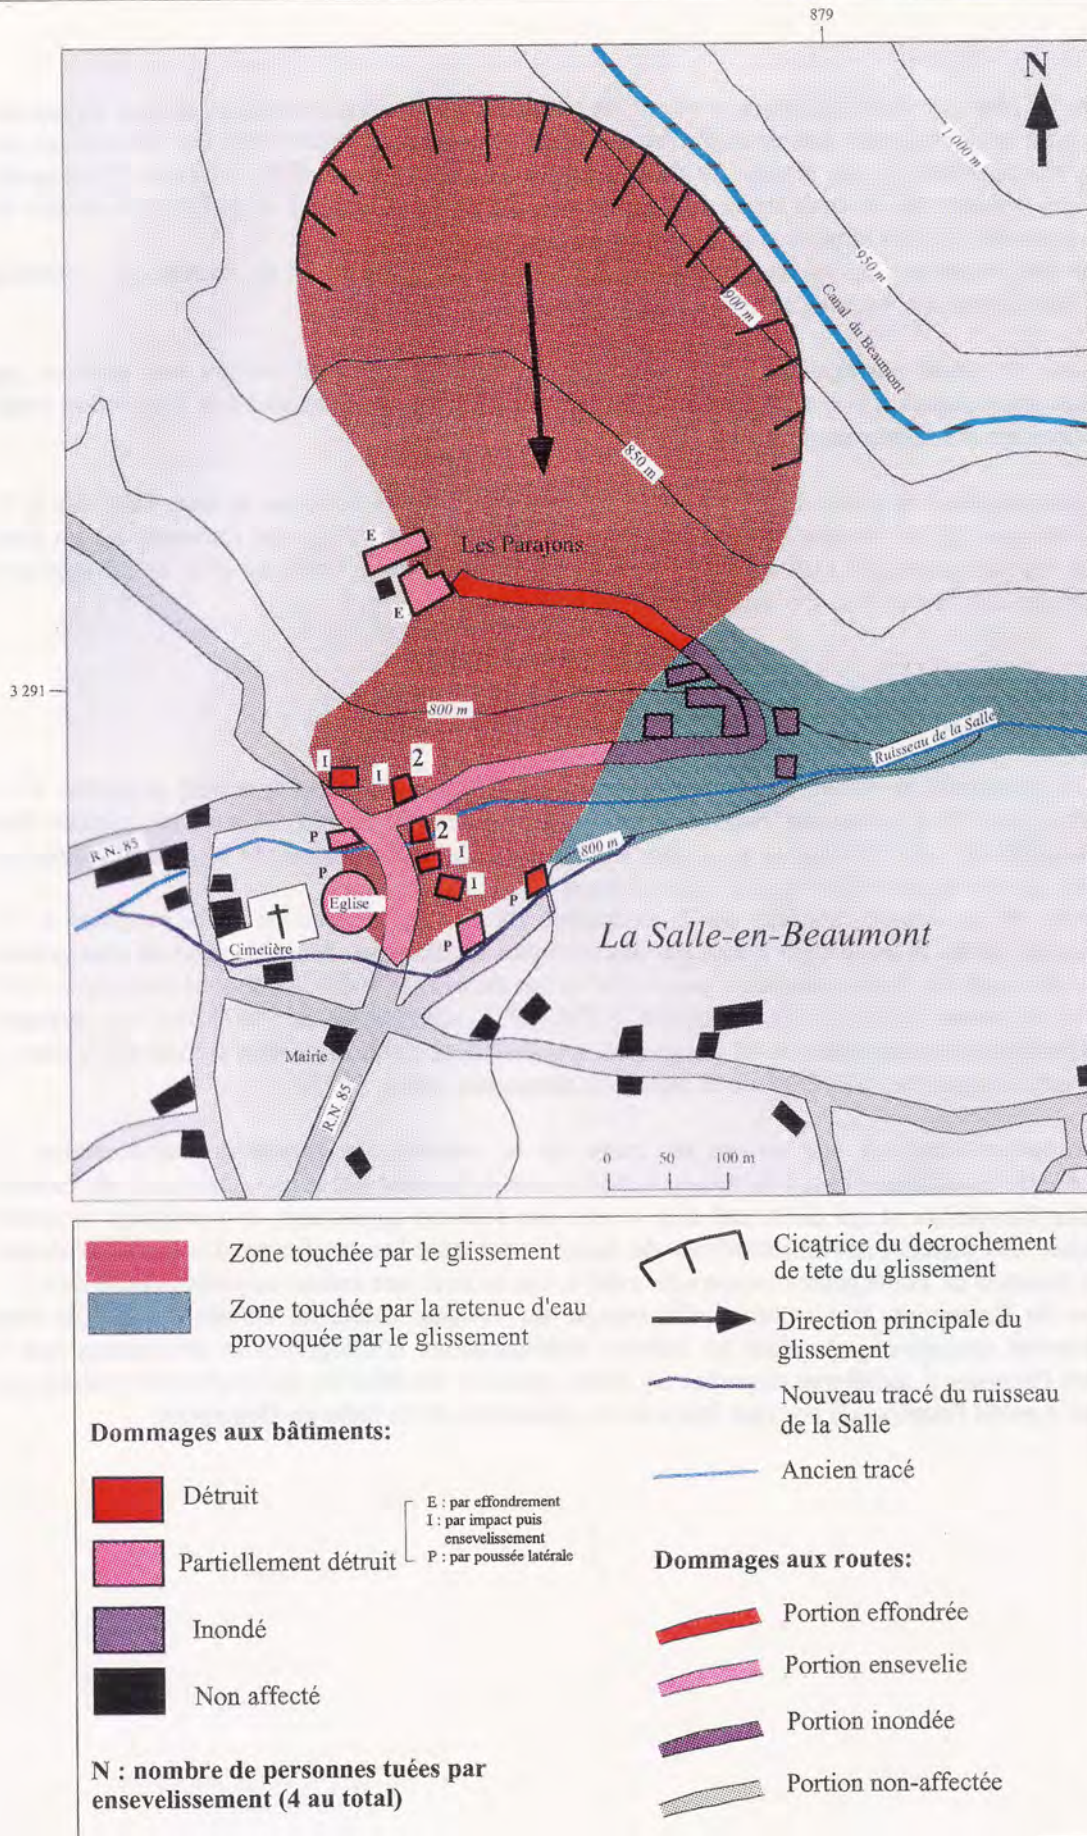 879
N
1 000 m
950 m
900 m
Canal du Beaumont
850 m
E
Les Parajons
E
3 291
800 m
Ruisseau de la Salle
I
I
2
2
P
I
R.N. 85
800 m
P
I
P
Eglise
P
La Salle-en-Beaumont
Cimetière
Mairie
R.N. 85
0 50 100 m
Zone touchée par le glissement
Zone touchée par la retenue d'eau
provoquée par le glissement
Dommages aux bâtiments:
Détruit
Partiellement détruit
E : par effondrement
I : par impact puis
ensevelissement
P : par poussée latérale
Inondé
Non affecté
N : nombre de personnes tuées par
ensevelissement (4 au total)
Cicatrice du décrochement
de tête du glissement
Direction principale du
glissement
Nouveau tracé du ruisseau
de la Salle
Ancien tracé
Dommages aux routes:
Portion effondrée
Portion ensevelie
Portion inondée
Portion non-affectée